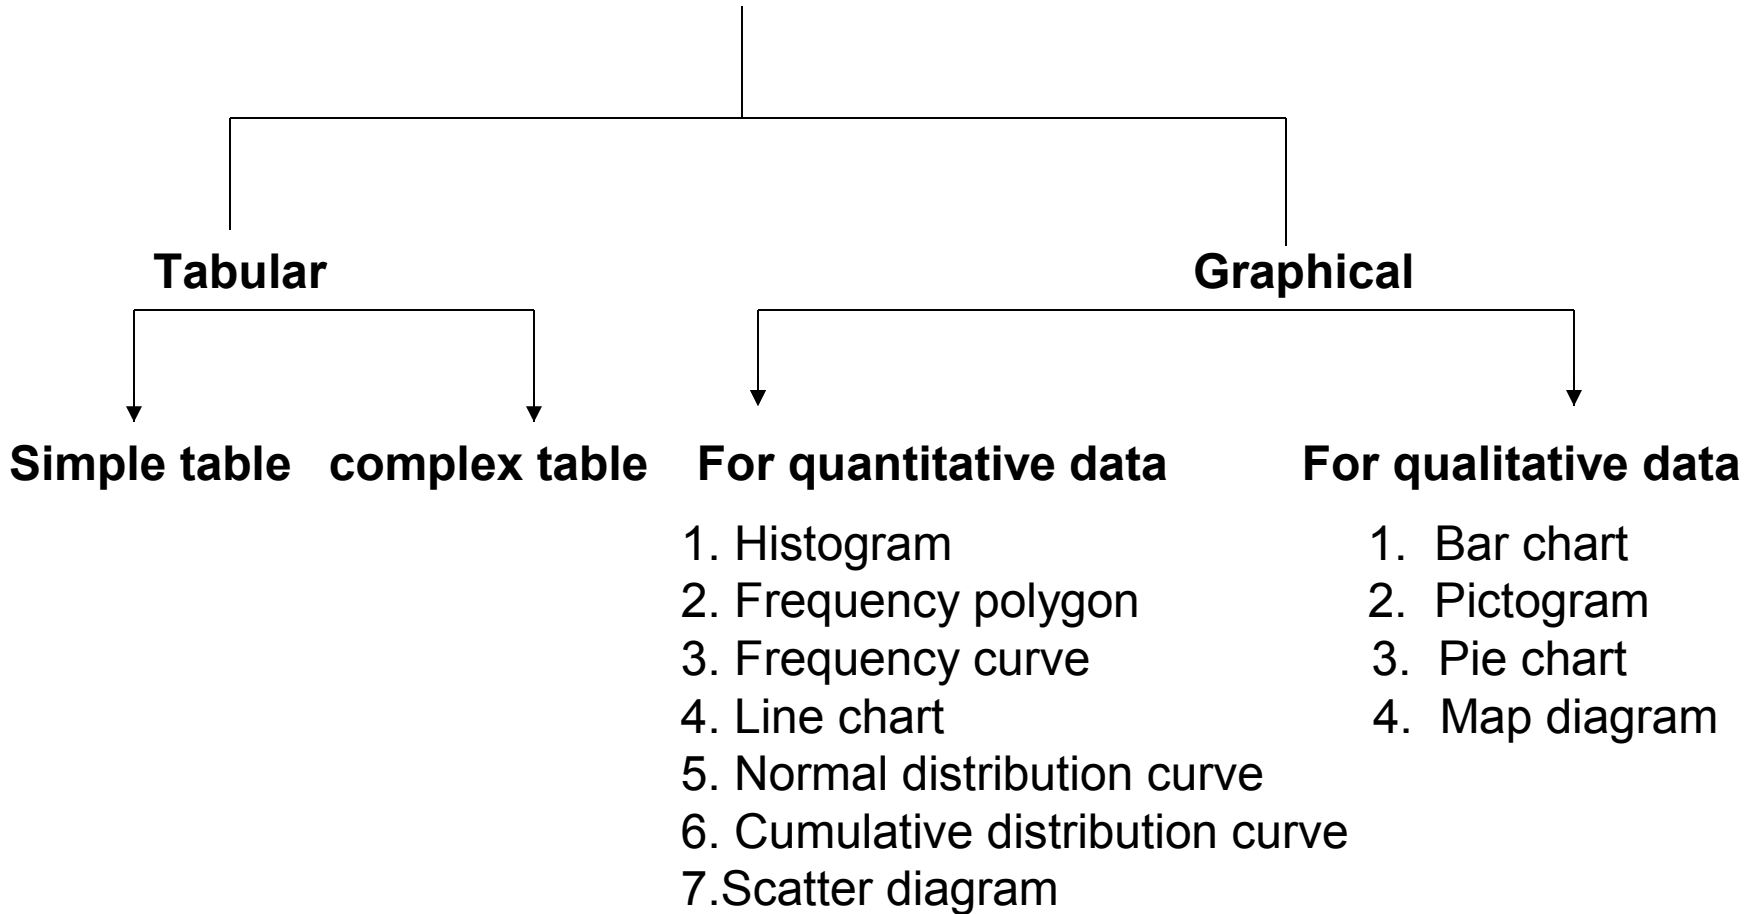 Tabular Graphical
Simple table complex table For quantitative data For qualitative data
1. Histogram
2. Frequency polygon
3. Frequency curve
4. Line chart
5. Normal distribution curve
6. Cumulative distribution curve
7.Scatter diagram
1. Bar chart
2. Pictogram
3. Pie chart
4. Map diagram